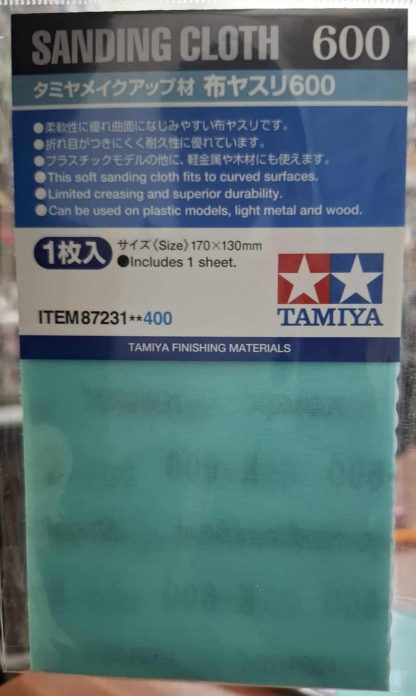 SANDING CLOTH 600
タミヤメイクアップ材 布ヤスリ600
●柔軟性に優れ曲面になじみやすい布ヤスリです。
●折れ目がつきにくく耐久性に優れています。
●プラスチックモデルの他に、軽金属や木材にも使えます。
●This soft sanding cloth fits to curved surfaces.
●Limited creasing and superior durability.
●Can be used on plastic models, light metal and wood.
1枚入 サイズ《Size》170×130mm
●Includes 1 sheet.
ITEM 87231**400
TAMIYA
TAMIYA FINISHING MATERIALS